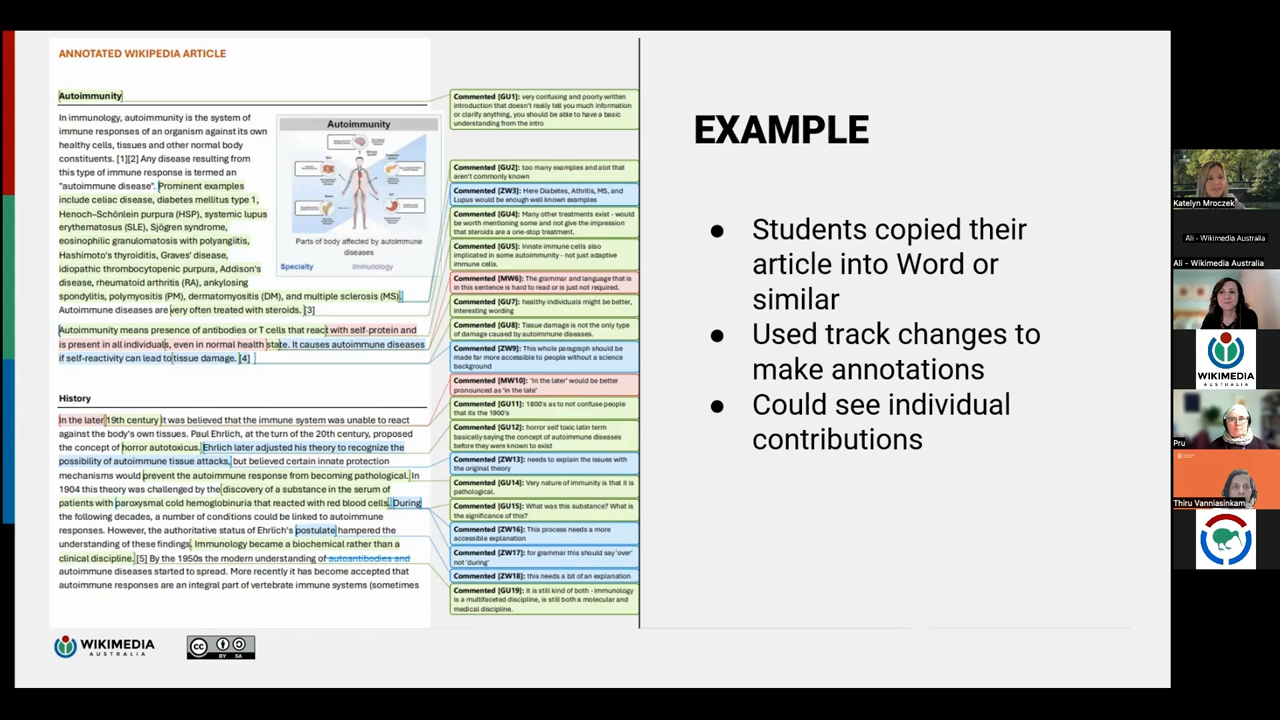 ANNOTATED WIKIPEDIA ARTICLE
Autoimmunity
In immunology, autoimmunity is the system of
immune responses of an organism against its own
healthy cells, tissues and other normal body
constituents. [1][2] Any disease resulting from
this type of immune response is termed an
"autoimmune disease". Prominent examples
include celiac disease, diabetes mellitus type 1,
Henoch–Schönlein purpura (HSP), systemic lupus
erythematosus (SLE), Sjögren syndrome,
eosinophilic granulomatosis with polyangiitis,
Hashimoto's thyroiditis, Graves' disease,
idiopathic thrombocytopenic purpura, Addison's
disease, rheumatoid arthritis (RA), ankylosing
spondylitis, polymyositis (PM), dermatomyositis (DM), and multiple sclerosis (MS).
Autoimmune diseases are very often treated with steroids. [3]
Autoimmunity means presence of antibodies or T cells that react with self-protein and
is present in all individuals, even in normal health state. It causes autoimmune diseases
if self-reactivity can lead to tissue damage. [4]
Autoimmunity
Parts of body affected by autoimmune
diseases
Specialty Immunology
History
In the later 19th century it was believed that the immune system was unable to react
against the body's own tissues. Paul Ehrlich, at the turn of the 20th century, proposed
the concept of horror autotoxicus. Ehrlich later adjusted his theory to recognize the
possibility of autoimmune tissue attacks, but believed certain innate protection
mechanisms would prevent the autoimmune response from becoming pathological. In
1904 this theory was challenged by the discovery of a substance in the serum of
patients with paroxysmal cold hemoglobinuria that reacted with red blood cells. During
the following decades, a number of conditions could be linked to autoimmune
responses. However, the authoritative status of Ehrlich's postulate hampered the
understanding of these findings. Immunology became a biochemical rather than a
clinical discipline. [5] By the 1950s the modern understanding of autoantibodies and
autoimmune diseases started to spread. More recently it has become accepted that
autoimmune responses are an integral part of vertebrate immune systems (sometimes
Commented [GU1]: very confusing and poorly written
introduction that doesn't really tell you much information
or clarify anything, you should be able to have a basic
understanding from the intro
Commented [GU2]: too many examples and alot that
aren't commonly known
Commented [ZW3]: Here Diabetes, Athritis, MS, and
Lupus would be enough well known examples
Commented [GU4]: Many other treatments exist - would
be worth mentioning some and not give the impression
that steroids are a one-stop treatment.
Commented [GU5]: Innate immune cells also
implicated in some autoimmunity - not just adaptive
immune cells.
Commented [MW6]: The grammar and language that is
in this sentence is hard to read or is just not required.
Commented [GU7]: healthy individuals might be better,
interesting wording
Commented [GU8]: Tissue damage is not the only type
of damage caused by autoimmune diseases.
Commented [ZW9]: This whole paragraph should be
made far more accessible to people without a science
background
Commented [MW10]: 'In the later' would be better
pronounced as 'in the late'
Commented [GU11]: 1800's as to not confuse people
that its the 1900's
Commented [GU12]: horror self toxic latin term
basically saying the concept of autoimmune diseases
before they were known to exist
Commented [ZW13]: needs to explain the issues with
the original theory
Commented [GU14]: Very nature of immunity is that it is
pathological.
Commented [GU15]: What was this substance? What is
the significance of this?
Commented [ZW16]: This process needs a more
accessible explanation
Commented [ZW17]: for grammar this should say 'over'
not 'during'
Commented [ZW18]: this needs a bit of an explanation
Commented [GU19]: It is still kind of both - immunology
is a multifaceted discipline, is still both a molecular and
medical discipline.
EXAMPLE
● Students copied their
article into Word or
similar
● Used track changes to
make annotations
● Could see individual
contributions
WIKIMEDIA
AUSTRALIA
CC BY SA
Katelyn Mroczek
Ali - Wikimedia Australia
Ali - Wikimedia Australia
WIKIMEDIA
AUSTRALIA
Pru
Thiru Vanniasinkam